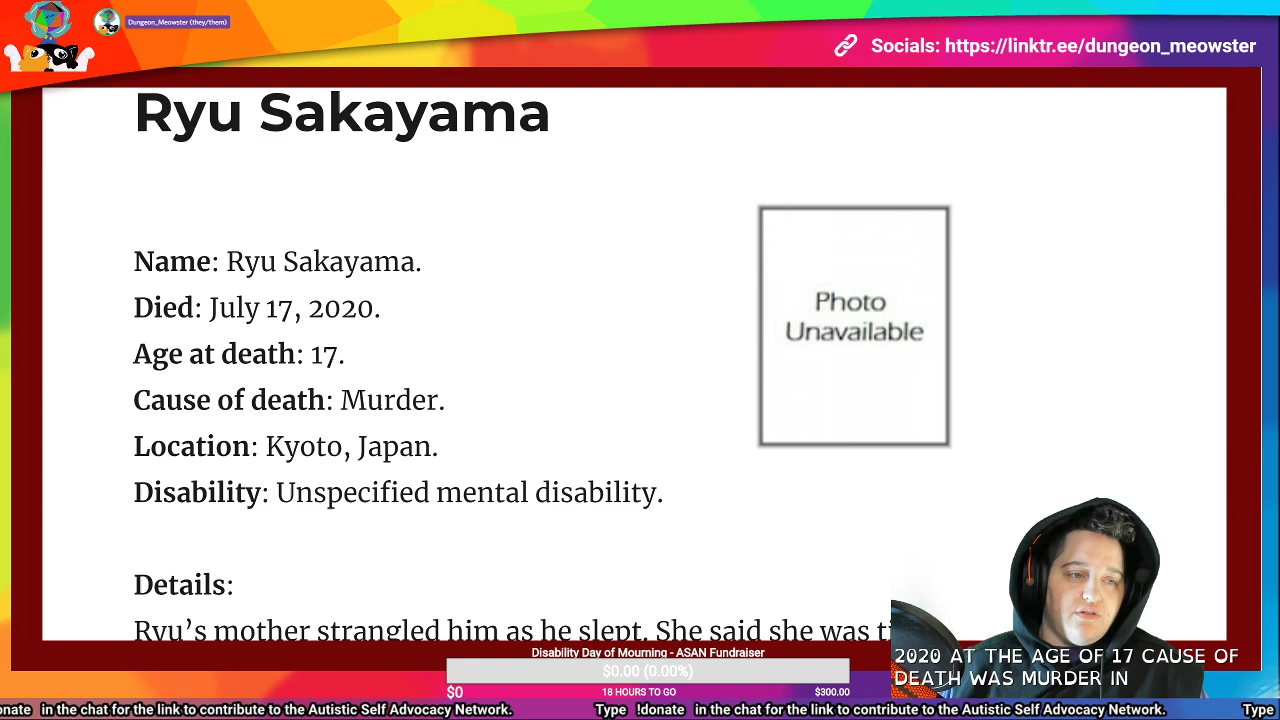 Dungeon_Meowster (they/them)
Socials: https://linktr.ee/dungeon_meowster
Ryu Sakayama
Name: Ryu Sakayama.
Died: July 17, 2020.
Age at death: 17.
Cause of death: Murder.
Location: Kyoto, Japan.
Disability: Unspecified mental disability.
Photo
Unavailable
Details:
Ryu’s mother strangled him as he slept. She said she was
2020 AT THE AGE OF 17 CAUSE OF
DEATH WAS MURDER IN
Disability Day of Mourning - ASAN Fundraiser
$0.00 (0.00%)
$0 18 HOURS TO GO $300.00
onate in the chat for the link to contribute to the Autistic Self Advocacy Network. Type !donate in the chat for the link to contribute to the Autistic Self Advocacy Network. Type